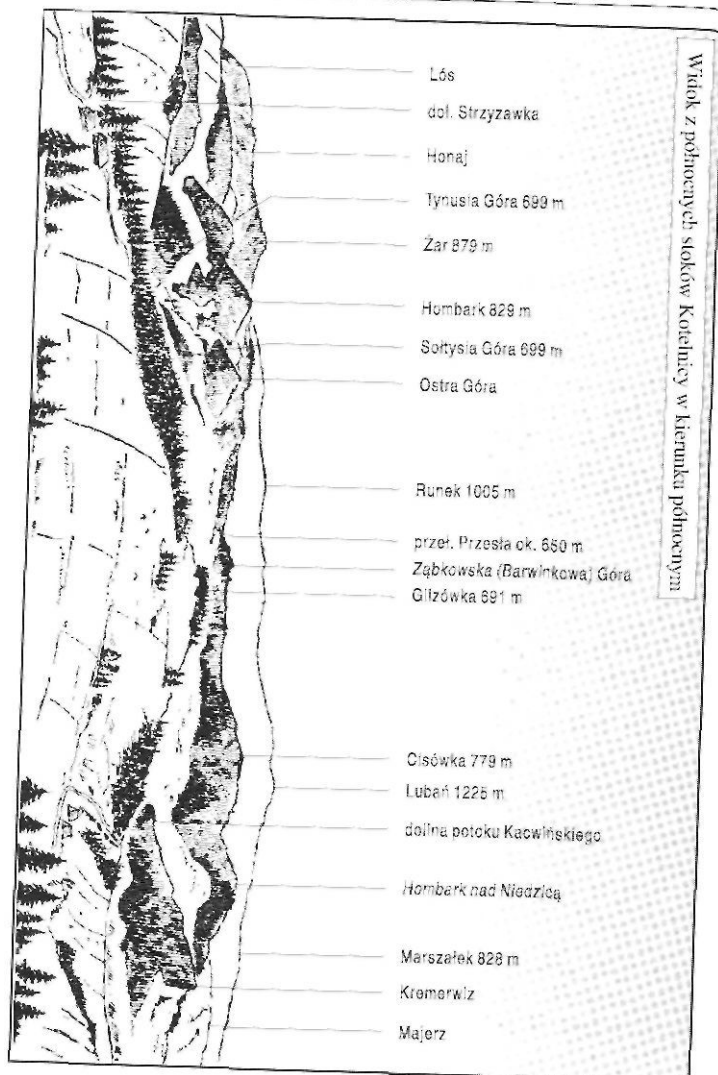 Widok z północnych stoków Kotelnicy w kierunku północnym
Lós
dol. Strzyzawka
Honaj
Tynusia Góra 699 m
Żar 879 m
Hombark 829 m
Sołtysia Góra 699 m
Ostra Góra
Runek 1005 m
przeł. Przesła ok. 650 m
Ząbkowska (Barwinkowa) Góra
Glizówka 691 m
Cisówka 779 m
Lubań 1225 m
dolina potoku Kacwińskiego
Hombark nad Niedzicą
Marszałek 828 m
Kremerwiz
Majerz